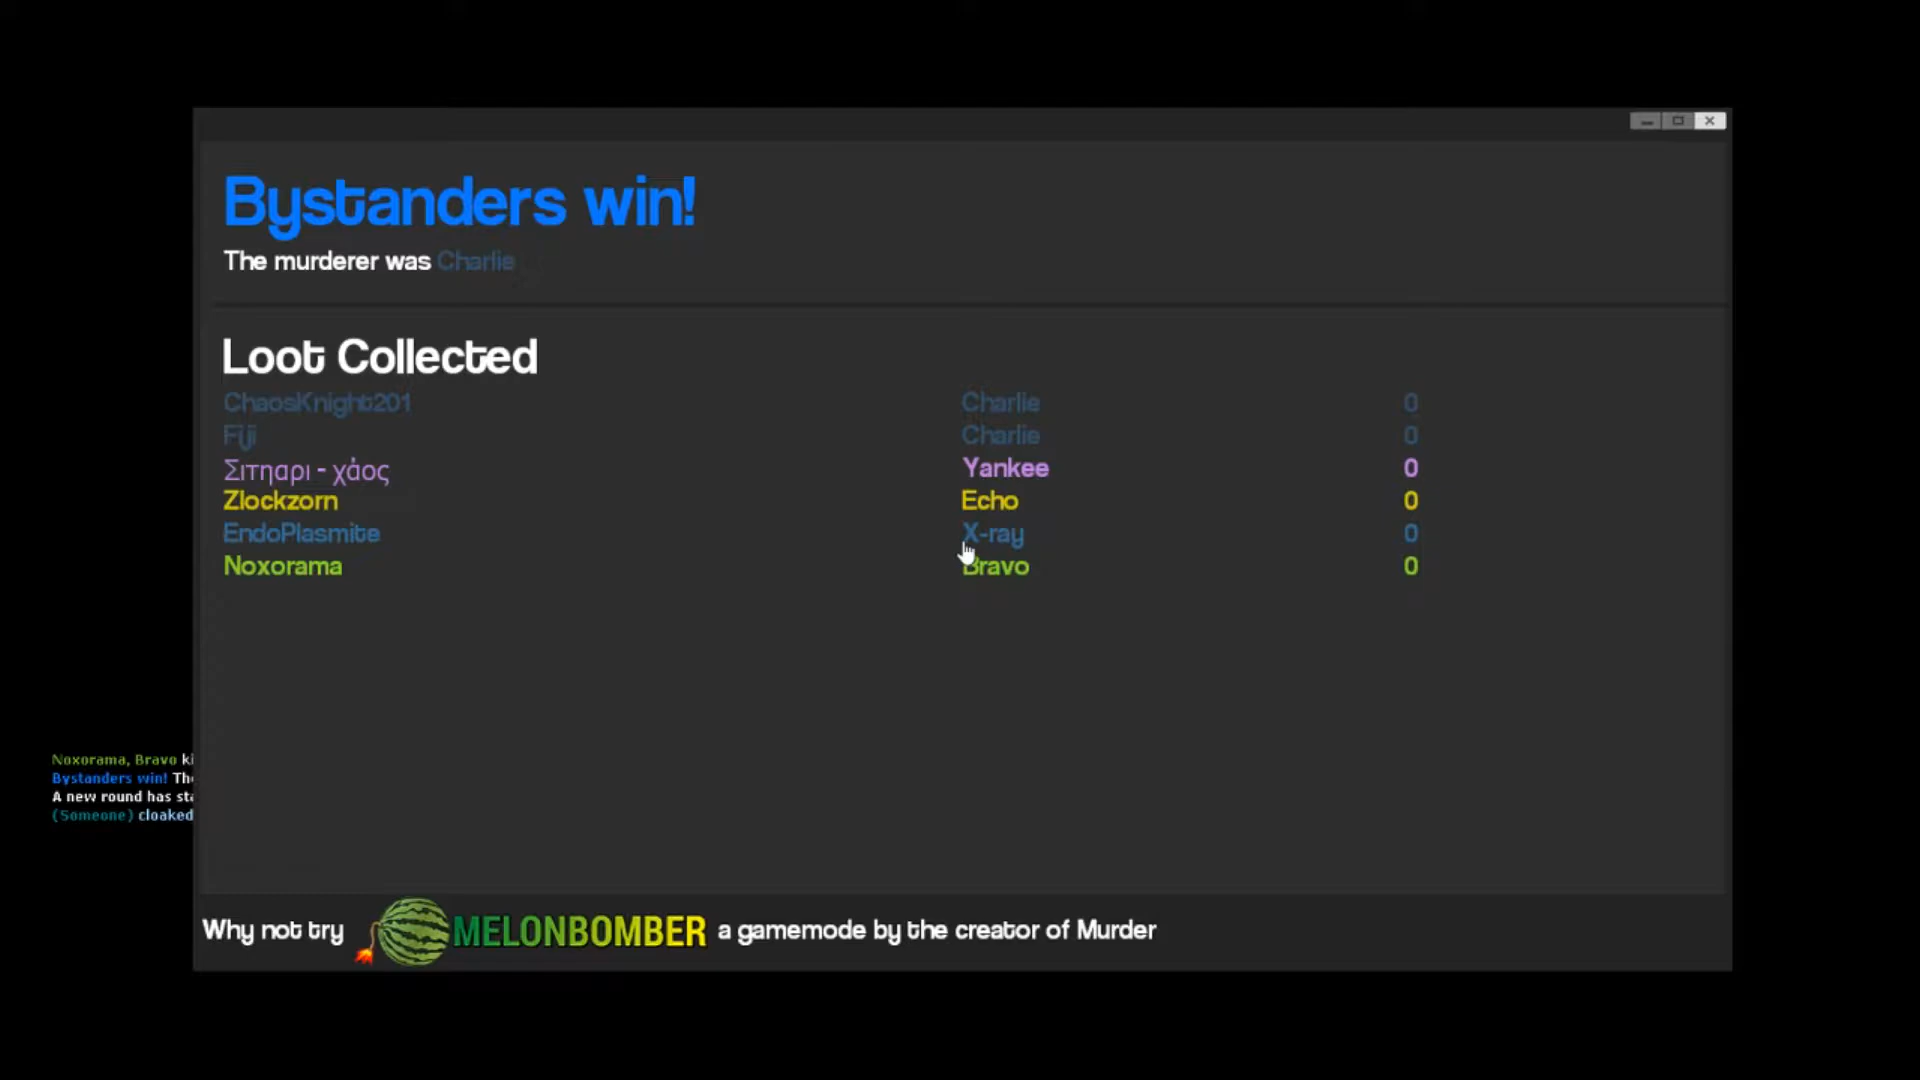 Bystanders win!
The murderer was Charlie
Loot Collected
ChaosKnight201 Charlie 0
Fiji Charlie 0
Σιτηαρι - χάος Yankee 0
Zlockzorn Echo 0
EndoPlasmite X-ray 0
Noxorama Bravo 0
Noxorama, Bravo ki
Bystanders win! The
A new round has sta
(Someone) cloaked
Why not try MELONBOMBER a gamemode by the creator of Murder